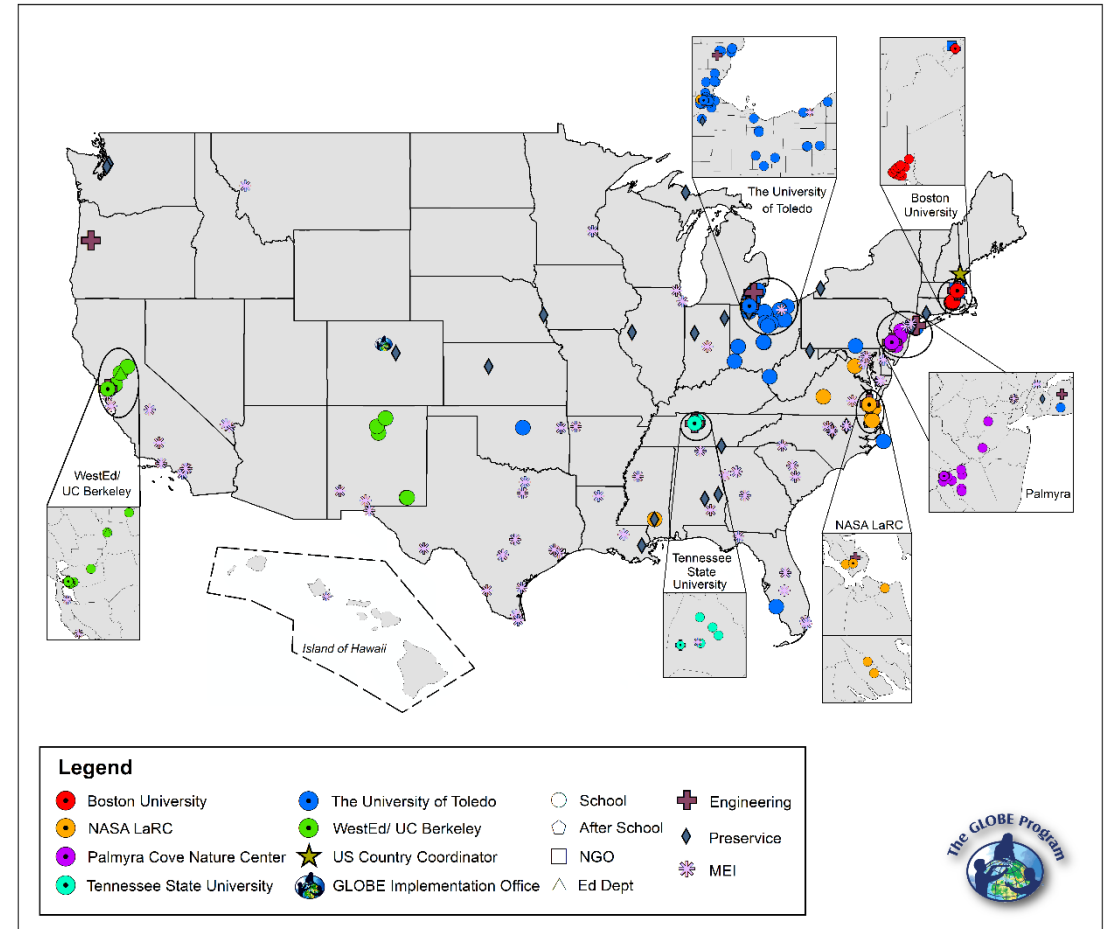 The University
of Toledo
Boston
University
WestEd/
UC Berkeley
Palmyra
NASA LaRC
Tennessee
State
University
Island of Hawaii
Legend
Boston University
NASA LaRC
Palmyra Cove Nature Center
Tennessee State University
The University of Toledo
WestEd/ UC Berkeley
US Country Coordinator
GLOBE Implementation Office
School
After School
NGO
Ed Dept
Engineering
Preservice
MEI
The GLOBE Program